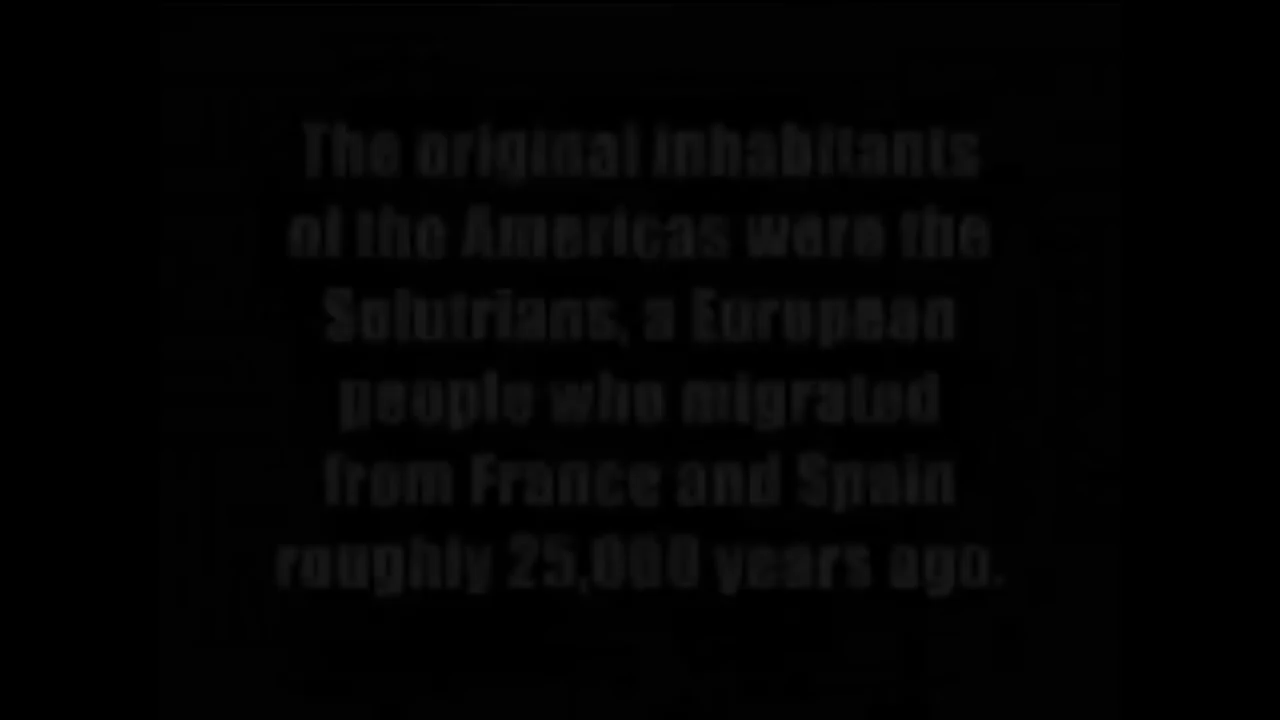 The original inhabitants
of the Americas were the
Solutrians, a European
people who migrated
from France and Spain
roughly 25,000 years ago.